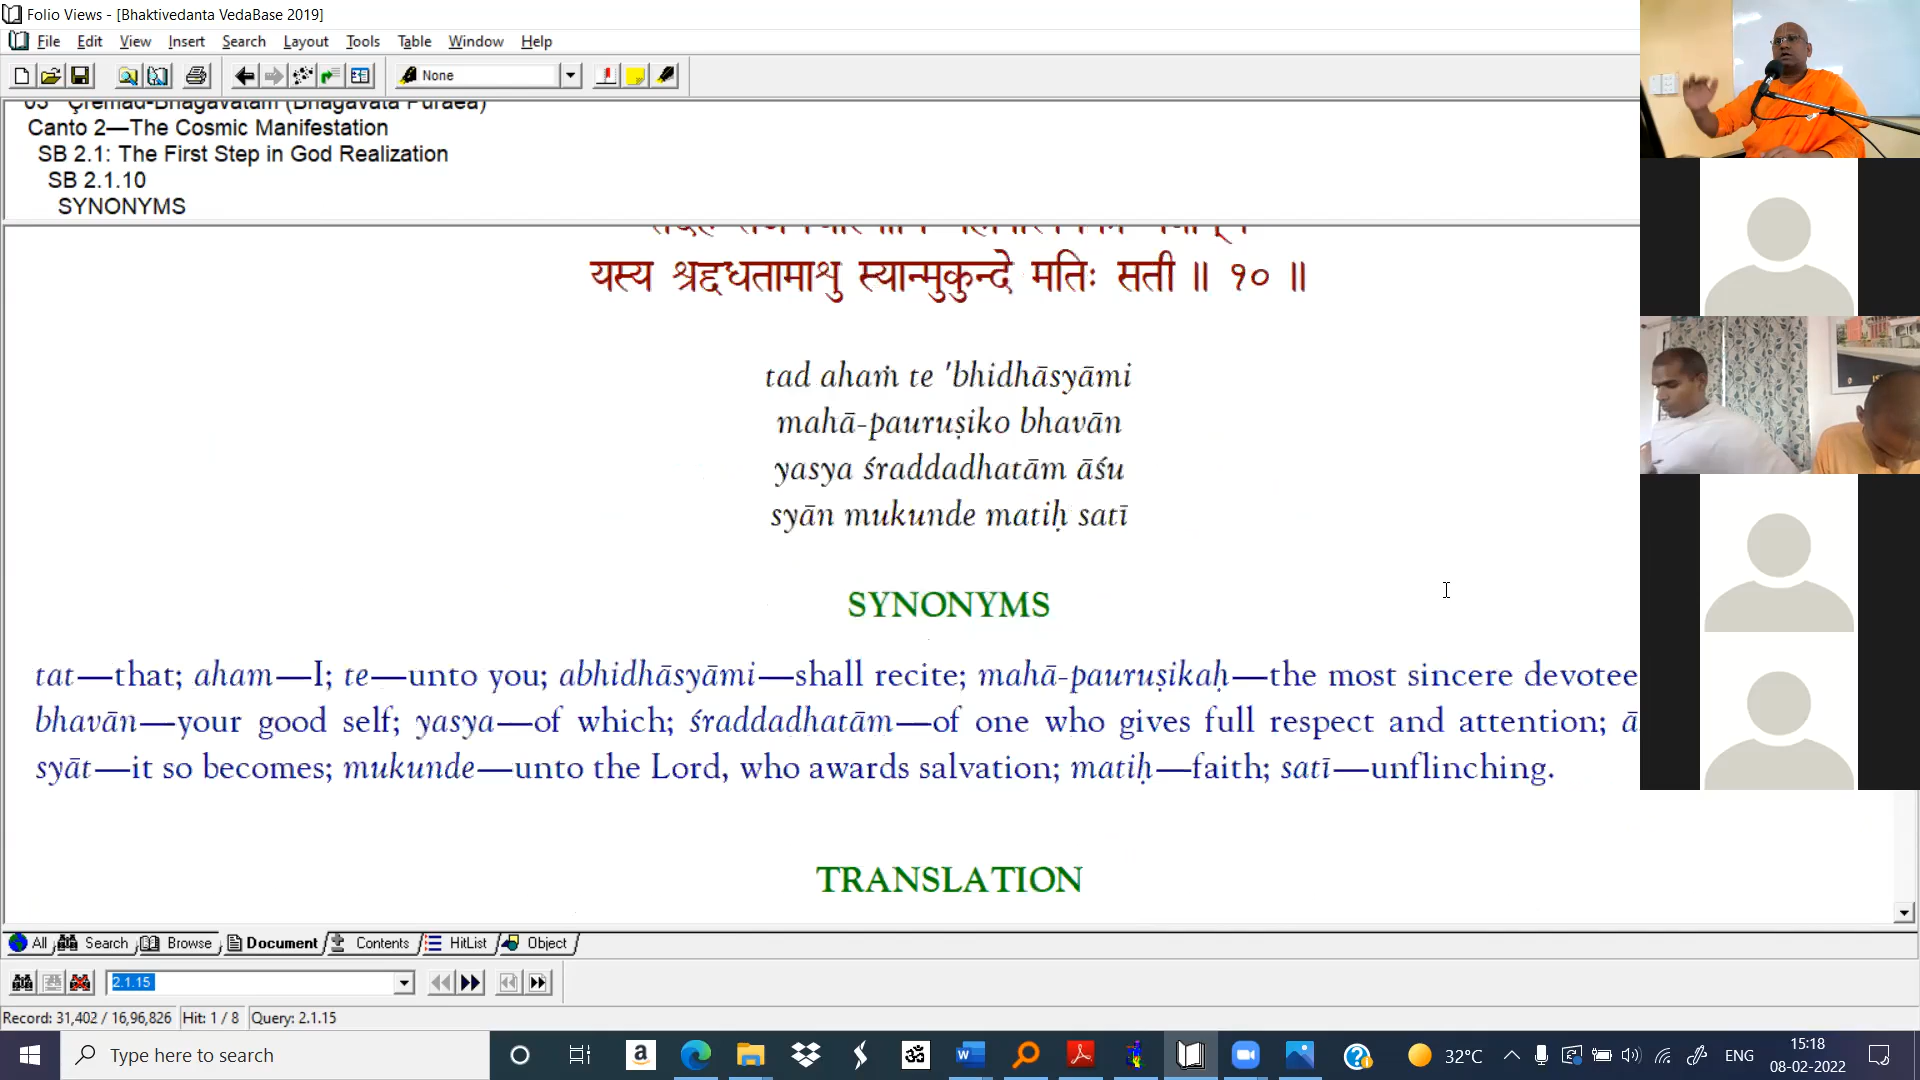 Folio Views - [Bhaktivedanta VedaBase 2019]
File Edit View Insert Search Layout Tools Table Window Help
None
03 Çrémad-Bhägavatam (Bhägavata Puräëa)
Canto 2—The Cosmic Manifestation
SB 2.1: The First Step in God Realization
SB 2.1.10
SYNONYMS
यस्य श्रद्दधतामाशु स्यान्मुकुन्दे मतिः सती ॥ १० ॥
tad ahaṁ te 'bhidhāsyāmi
mahā-pauruṣiko bhavān
yasya śraddadhatām āśu
syān mukunde matiḥ satī
SYNONYMS
tat—that; aham—I; te—unto you; abhidhāsyāmi—shall recite; mahā-pauruṣikaḥ—the most sincere devotee
bhavān—your good self; yasya—of which; śraddadhatām—of one who gives full respect and attention; ā
syāt—it so becomes; mukunde—unto the Lord, who awards salvation; matiḥ—faith; satī—unflinching.
TRANSLATION
All Search Browse Document Contents HitList Object
2.1.15
Record: 31,402 / 16,96,826 Hit: 1 / 8 Query: 2.1.15
Type here to search
32°C ENG 15:18
08-02-2022